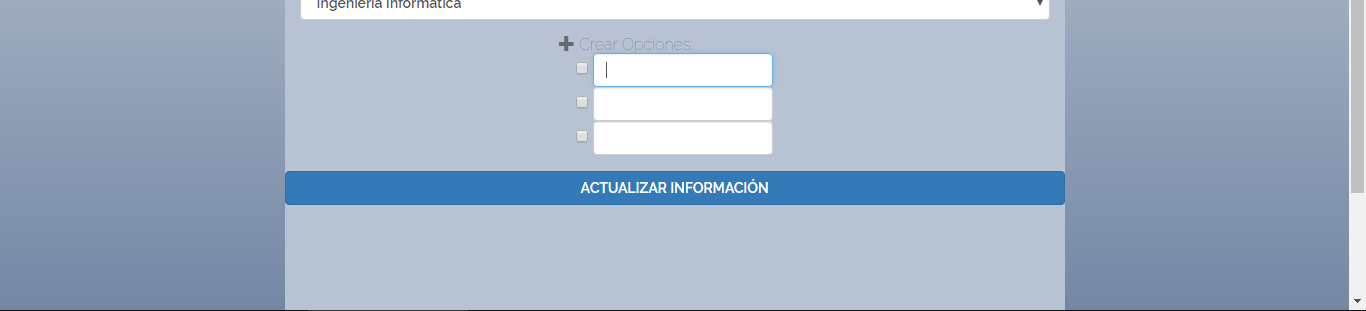 Ingeniería Informática
Crear Opciones:
ACTUALIZAR INFORMACIÓN